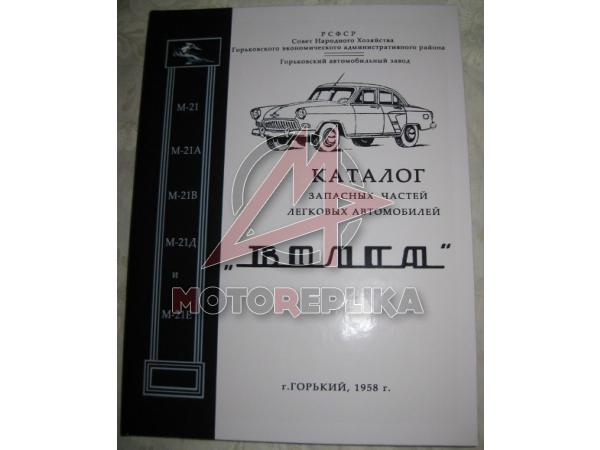 РСФСР
Совет Народного Хозяйства
Горьковского экономического административного района
Горьковский автомобильный завод
М-21
М-21А
М-21В
М-21Д
и
М-21Е
КАТАЛОГ
ЗАПАСНЫХ ЧАСТЕЙ
ЛЕГКОВЫХ АВТОМОБИЛЕЙ
„ВОЛГА“
MOTOREPLIKA
г.ГОРЬКИЙ, 1958 г.